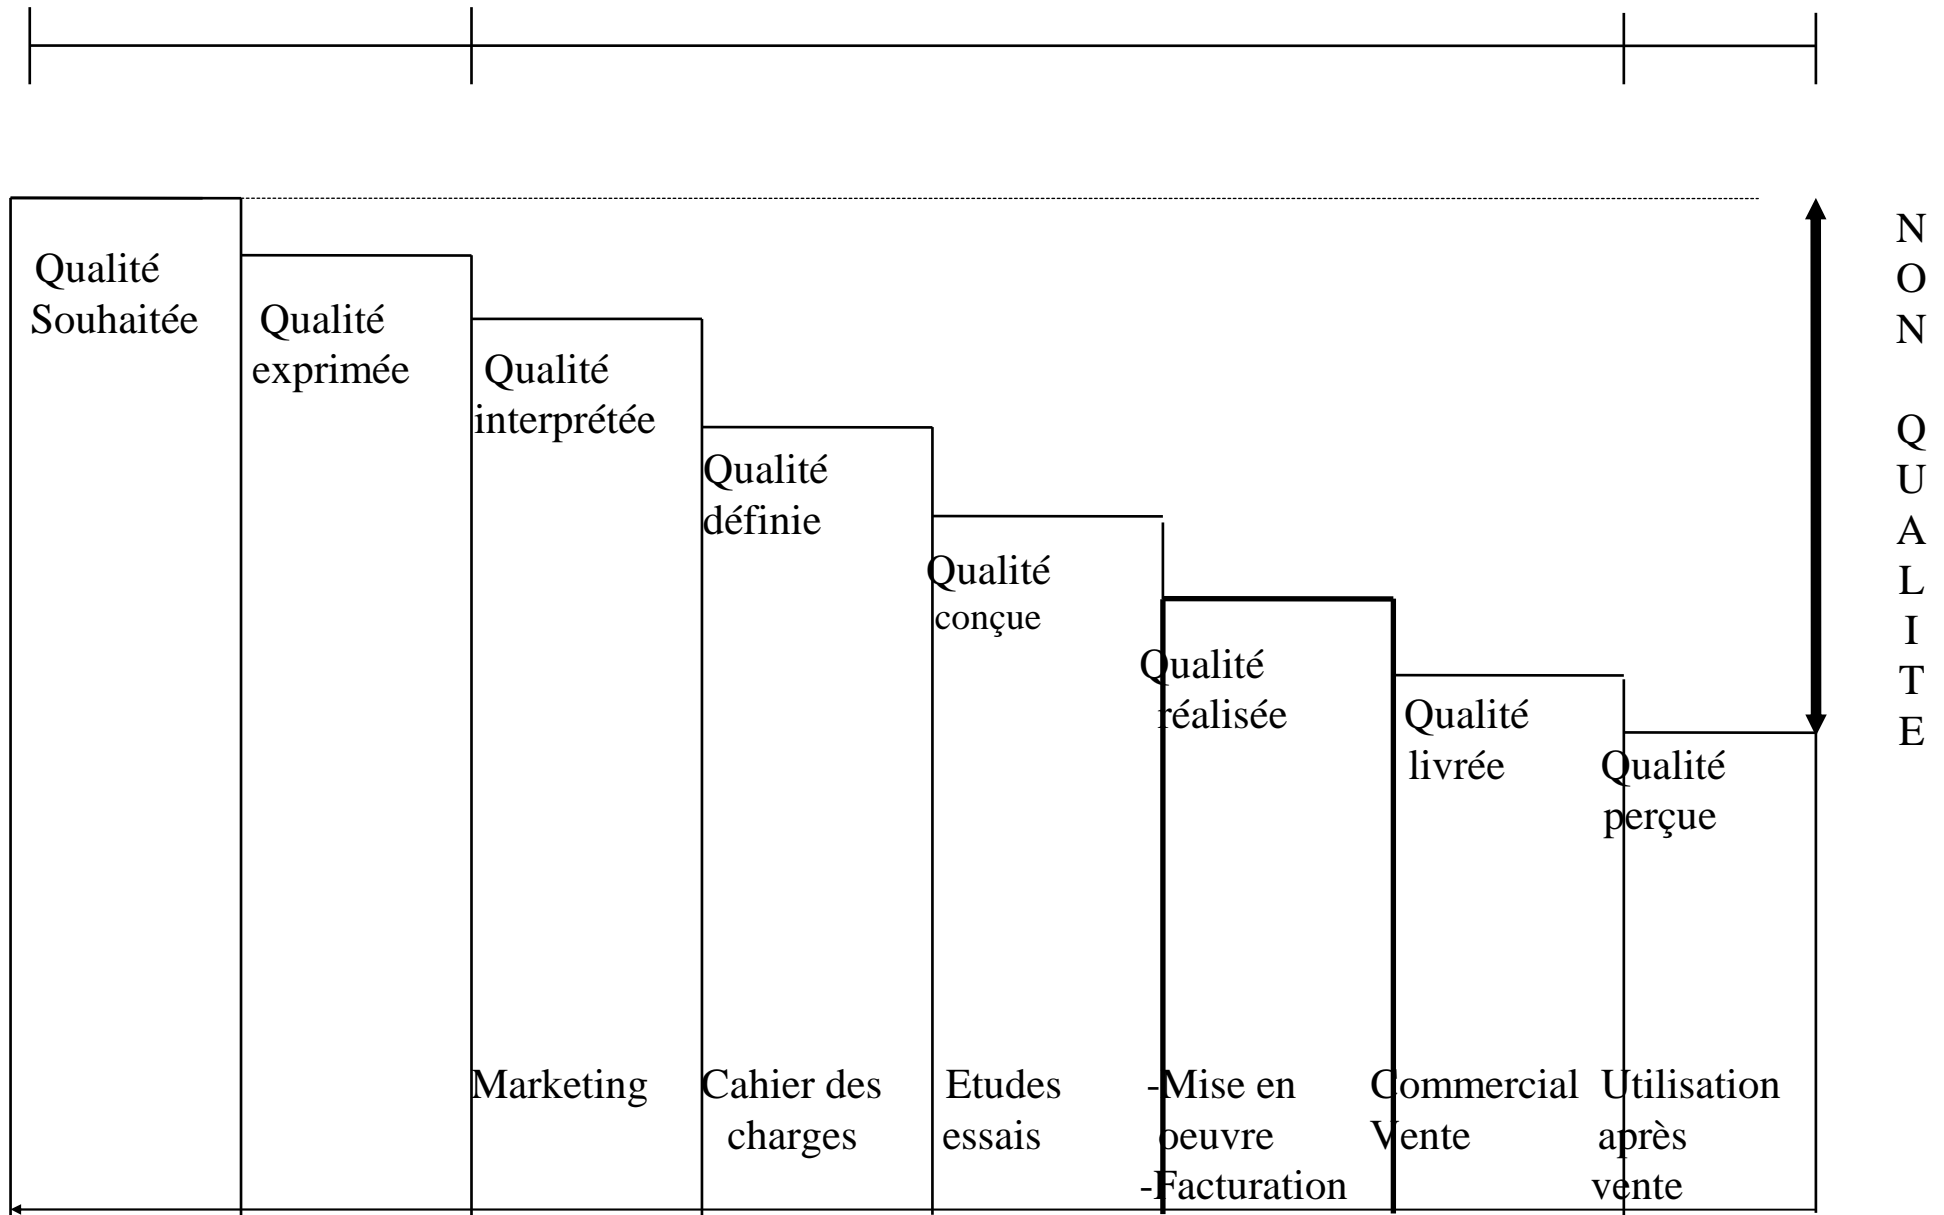 Qualité
Souhaitée
Qualité
exprimée
Qualité
interprétée
Qualité
définie
Qualité
conçue
Qualité
réalisée
Qualité
livrée
Qualité
perçue
N
O
N
Q
U
A
L
I
T
E
Marketing
Cahier des
charges
Etudes
essais
-Mise en
oeuvre
-Facturation
Commercial
Vente
Utilisation
après
vente